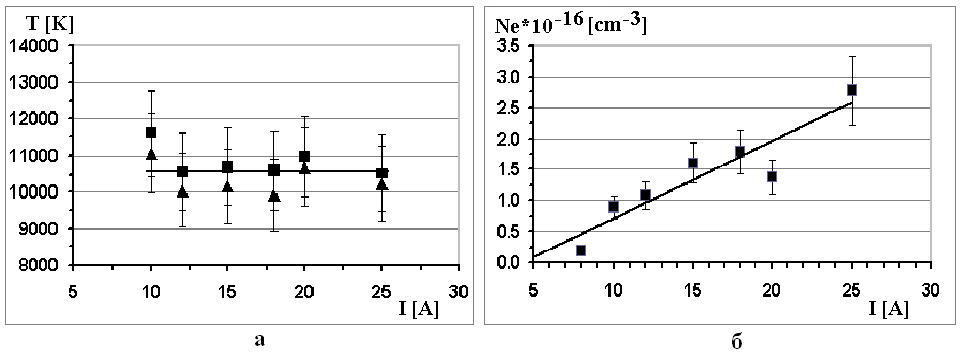 T [K]
14000
13000
12000
11000
10000
9000
8000
5 10 15 20 25 30
I [A]
а
Ne*10⁻¹⁶ [cm⁻³]
3.5
3.0
2.5
2.0
1.5
1.0
0.5
0.0
5 10 15 20 25 30
I [A]
б